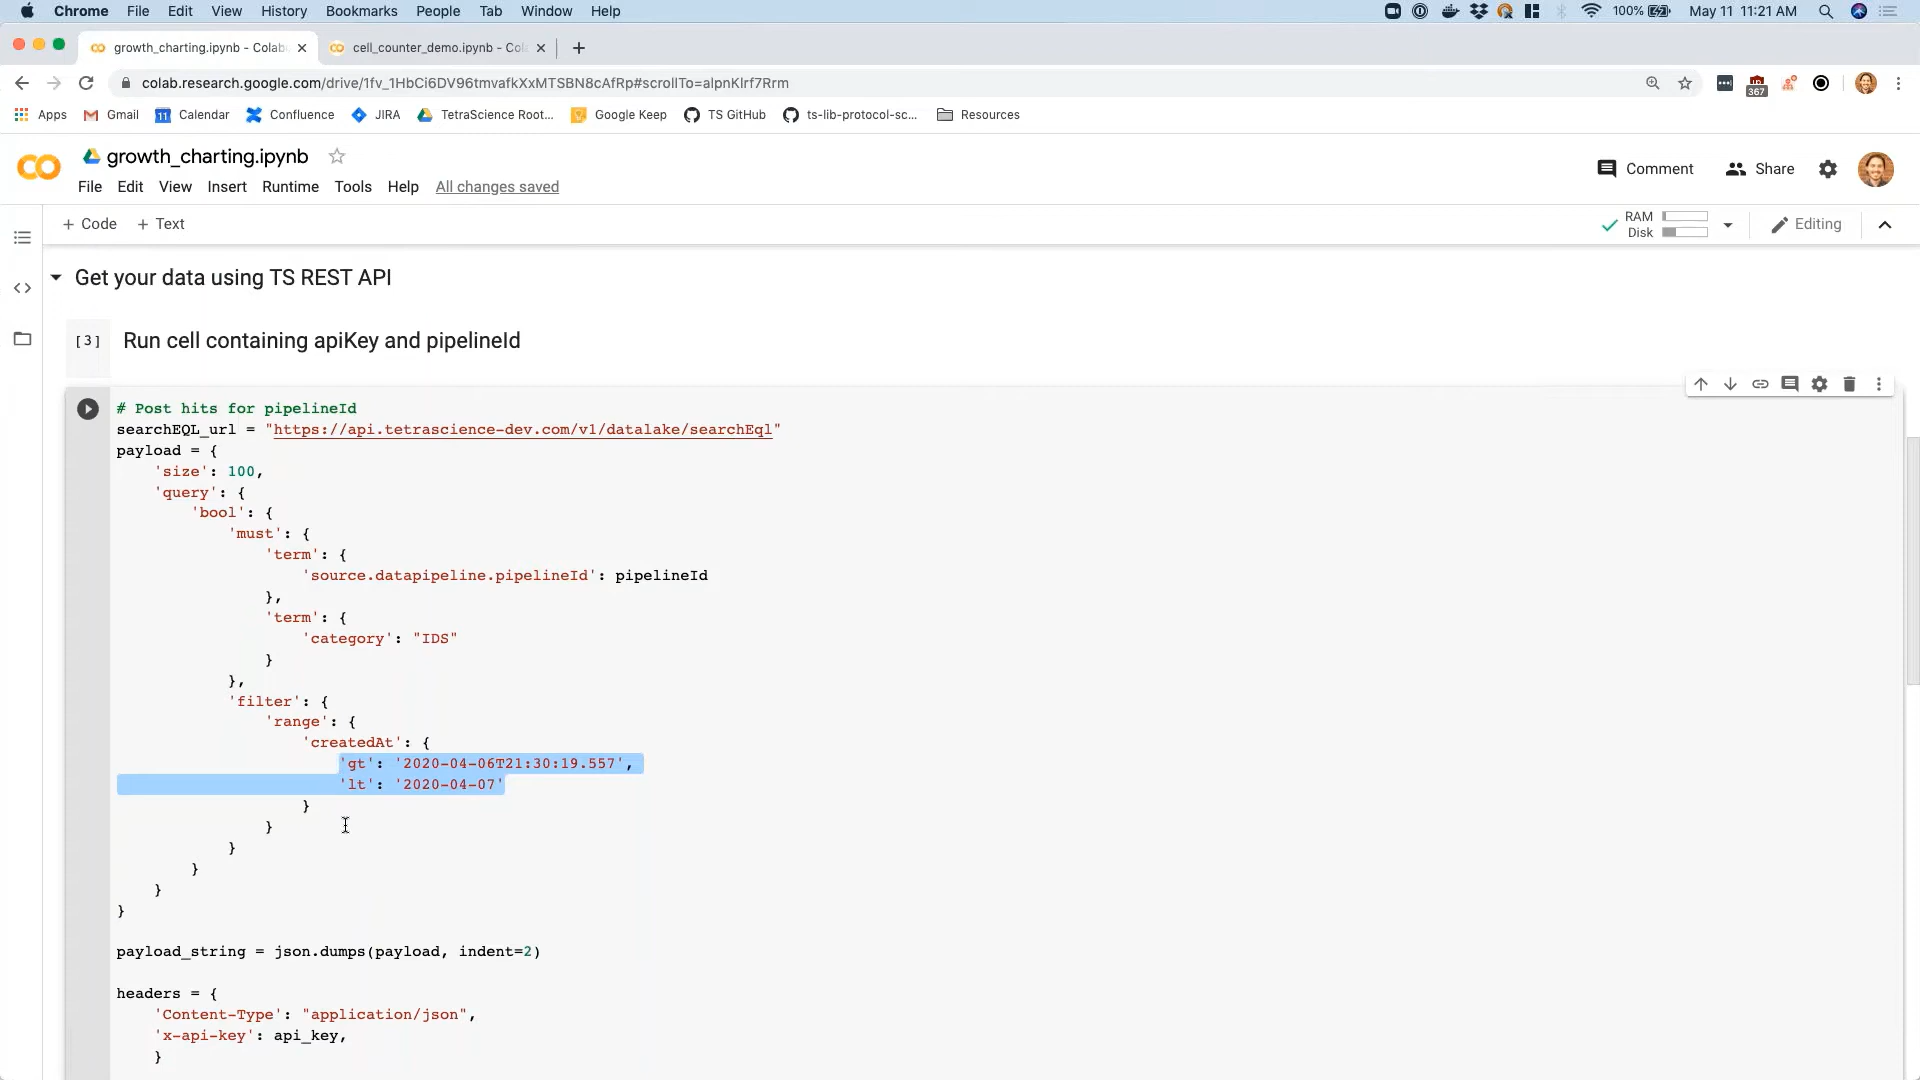 Chrome File Edit View History Bookmarks People Tab Window Help 100% May 11 11:21 AM
growth_charting.ipynb - Colab cell_counter_demo.ipynb - Col
colab.research.google.com/drive/1fv_1HbCi6DV96tmvafkXxMTSBN8cAfRp#scrollTo=alpnKlrf7Rrm 367
Apps Gmail 11 Calendar Confluence JIRA TetraScience Root... Google Keep TS GitHub ts-lib-protocol-sc... Resources
growth_charting.ipynb
File Edit View Insert Runtime Tools Help All changes saved Comment Share
+ Code + Text RAM Disk Editing
Get your data using TS REST API
[3] Run cell containing apiKey and pipelineId
# Post hits for pipelineId
searchEQL_url = "https://api.tetrascience-dev.com/v1/datalake/searchEql"
payload = {
'size': 100,
'query': {
'bool': {
'must': {
'term': {
'source.datapipeline.pipelineId': pipelineId
},
'term': {
'category': "IDS"
}
},
'filter': {
'range': {
'createdAt': {
'gt': '2020-04-06T21:30:19.557',
'lt': '2020-04-07'
}
}
}
}
}
}
payload_string = json.dumps(payload, indent=2)
headers = {
'Content-Type': "application/json",
'x-api-key': api_key,
}